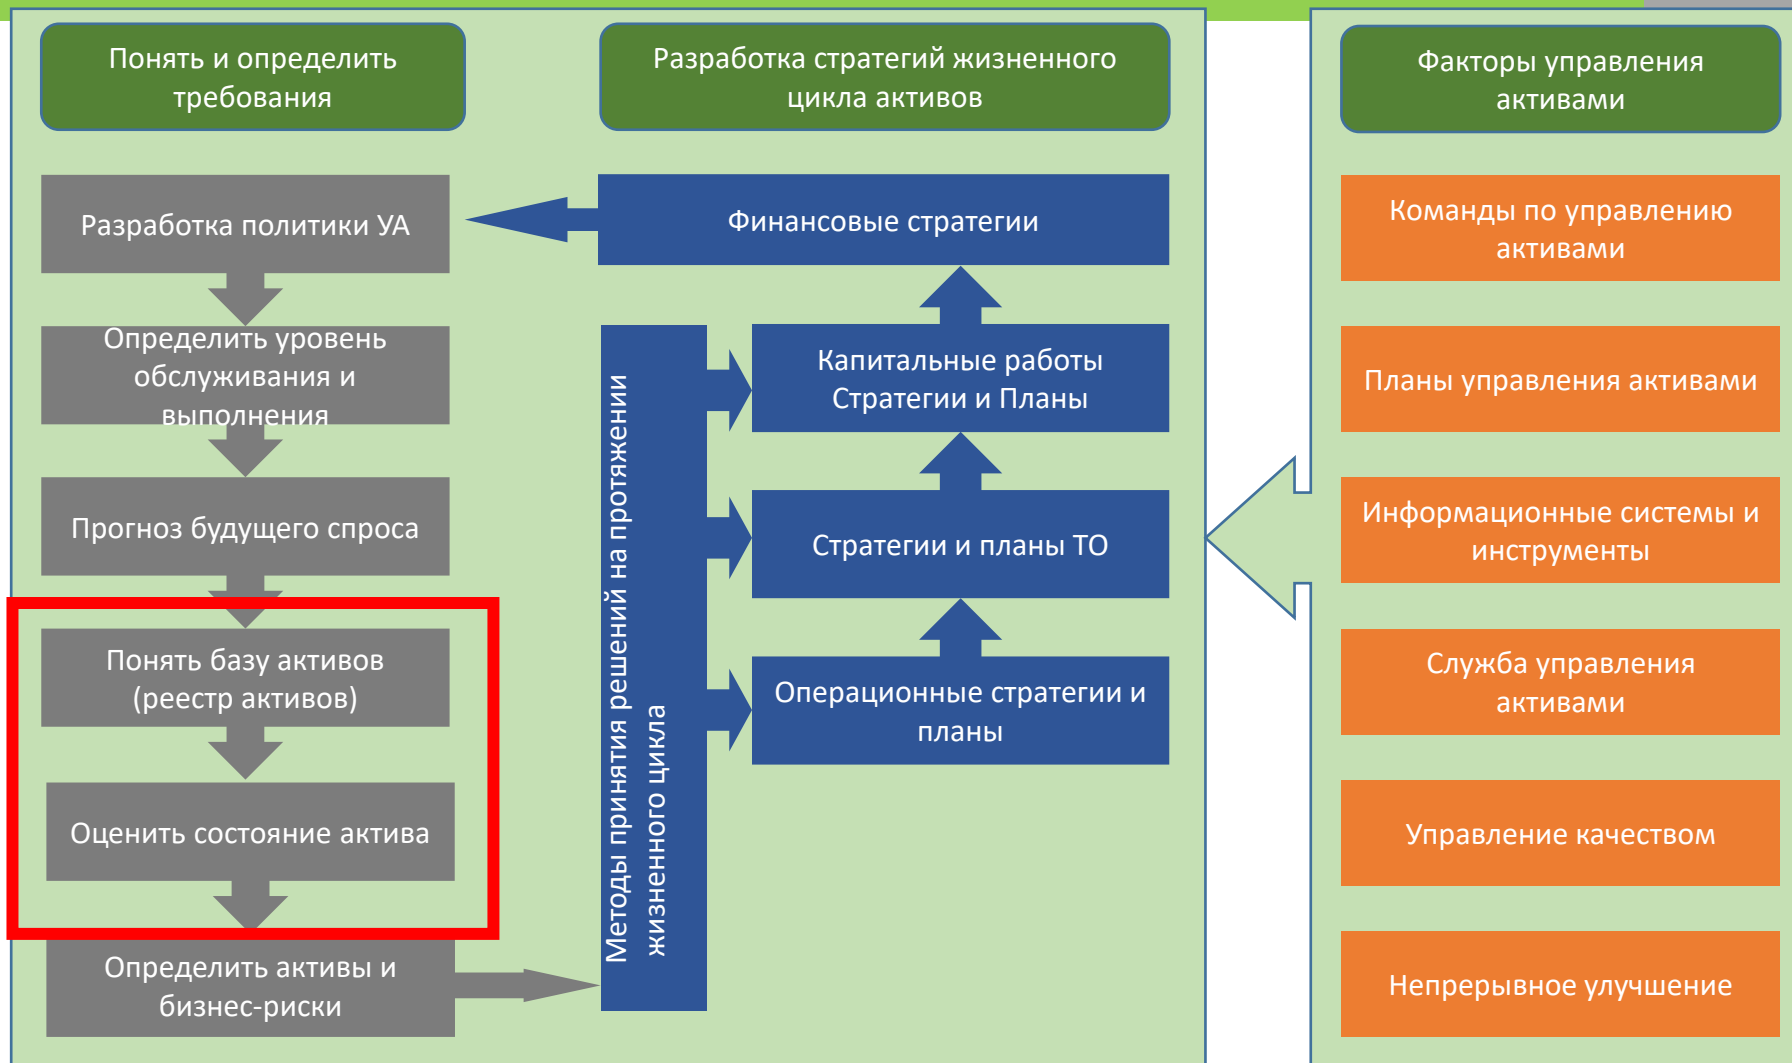 Понять и определить
требования
Разработка политики УА
Определить уровень
обслуживания и
выполнения
Прогноз будущего спроса
Понять базу активов
(реестр активов)
Оценить состояние актива
Определить активы и
бизнес-риски
Разработка стратегий жизненного
цикла активов
Финансовые стратегии
Методы принятия решений на протяжении
жизненного цикла
Капитальные работы
Стратегии и Планы
Стратегии и планы ТО
Операционные стратегии и
планы
Факторы управления
активами
Команды по управлению
активами
Планы управления активами
Информационные системы и
инструменты
Служба управления
активами
Управление качеством
Непрерывное улучшение